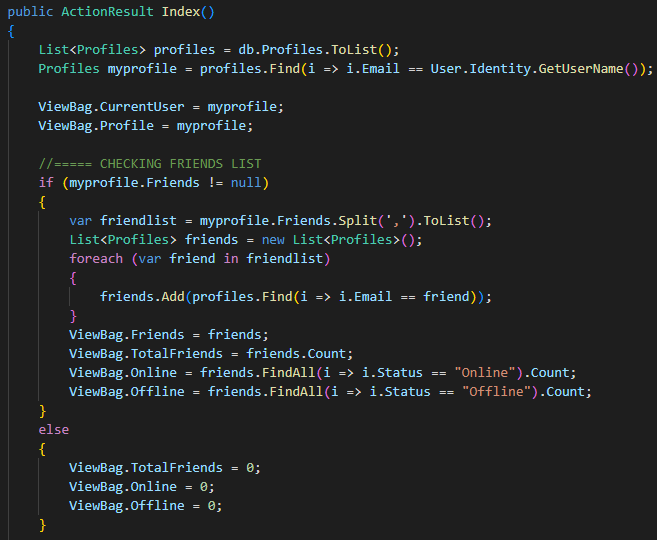 public ActionResult Index()
{
List<Profiles> profiles = db.Profiles.ToList();
Profiles myprofile = profiles.Find(i => i.Email == User.Identity.GetUserName());
ViewBag.CurrentUser = myprofile;
ViewBag.Profile = myprofile;
//===== CHECKING FRIENDS LIST
if (myprofile.Friends != null)
{
var friendlist = myprofile.Friends.Split(',').ToList();
List<Profiles> friends = new List<Profiles>();
foreach (var friend in friendlist)
{
friends.Add(profiles.Find(i => i.Email == friend));
}
ViewBag.Friends = friends;
ViewBag.TotalFriends = friends.Count;
ViewBag.Online = friends.FindAll(i => i.Status == "Online").Count;
ViewBag.Offline = friends.FindAll(i => i.Status == "Offline").Count;
}
else
{
ViewBag.TotalFriends = 0;
ViewBag.Online = 0;
ViewBag.Offline = 0;
}